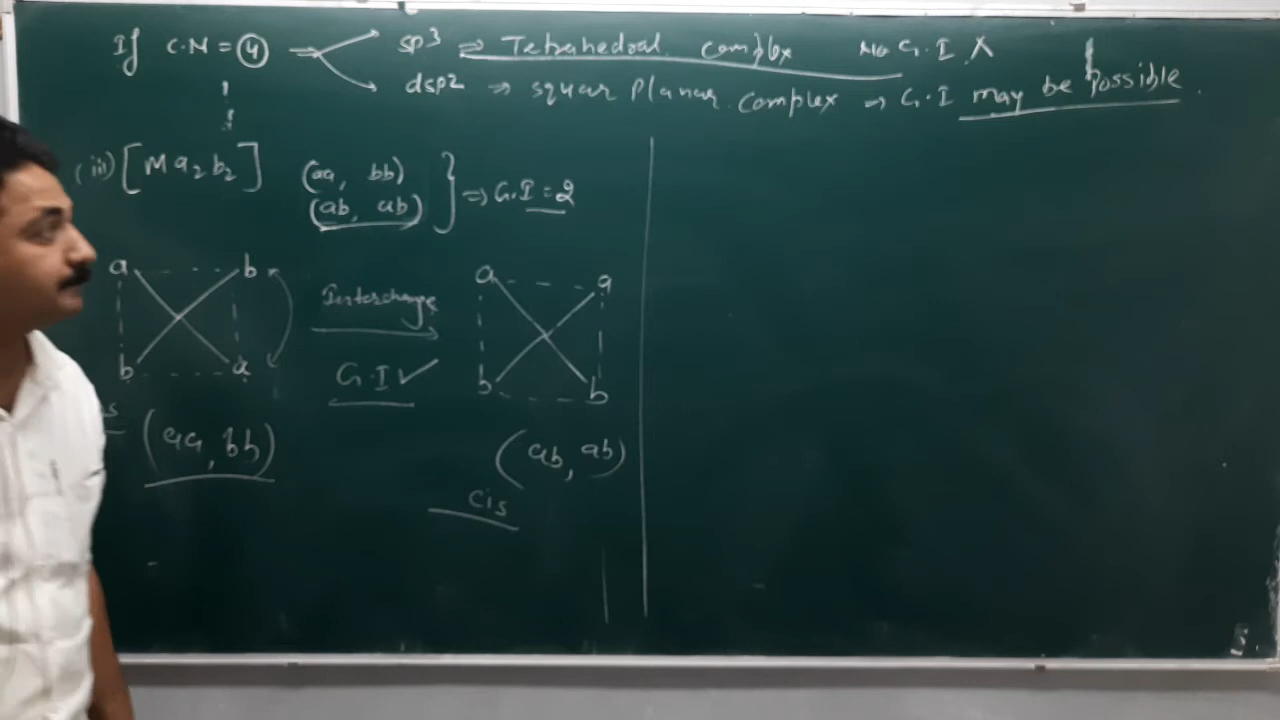 If C.N = 4 sp3 ⇒ Tetrahedral complex No G.I X
dsp2 ⇒ squar Planar complex ⇒ G.I may be Possible.
(iii) [Ma2b2] (aa, bb)
(ab, ab) } ⇒ G.I = 2
a b
b a
Interchange
G.I ✓
a a
b b
(aa, bb)
(ab, ab)
cis